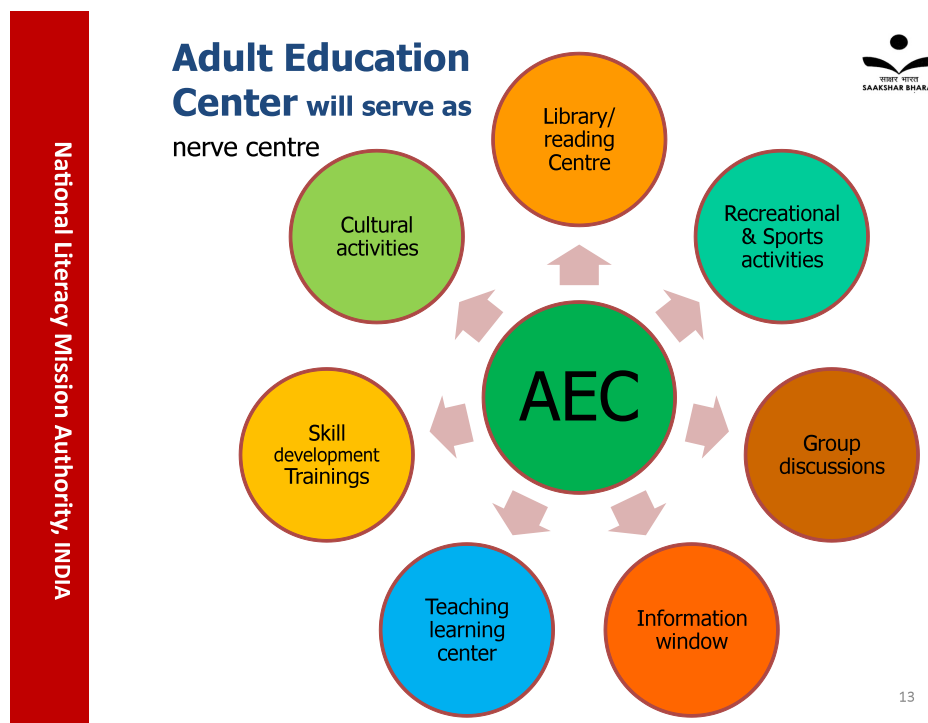 National Literacy Mission Authority, INDIA
Adult Education
Center will serve as
nerve centre
साक्षर भारत
SAAKSHAR BHARA
Library/
reading
Centre
Recreational
& Sports
activities
Group
discussions
Information
window
Teaching
learning
center
Skill
development
Trainings
Cultural
activities
AEC
13